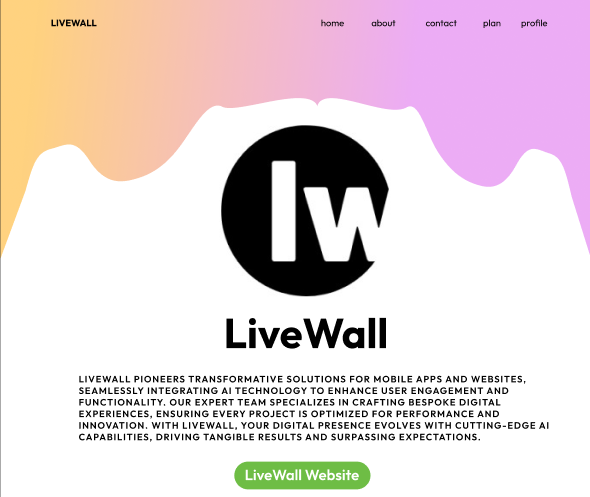 LIVEWALL home about contact plan profile
lw
LiveWall
LIVEWALL PIONEERS TRANSFORMATIVE SOLUTIONS FOR MOBILE APPS AND WEBSITES,
SEAMLESSLY INTEGRATING AI TECHNOLOGY TO ENHANCE USER ENGAGEMENT AND
FUNCTIONALITY. OUR EXPERT TEAM SPECIALIZES IN CRAFTING BESPOKE DIGITAL
EXPERIENCES, ENSURING EVERY PROJECT IS OPTIMIZED FOR PERFORMANCE AND
INNOVATION. WITH LIVEWALL, YOUR DIGITAL PRESENCE EVOLVES WITH CUTTING-EDGE AI
CAPABILITIES, DRIVING TANGIBLE RESULTS AND SURPASSING EXPECTATIONS.
LiveWall Website